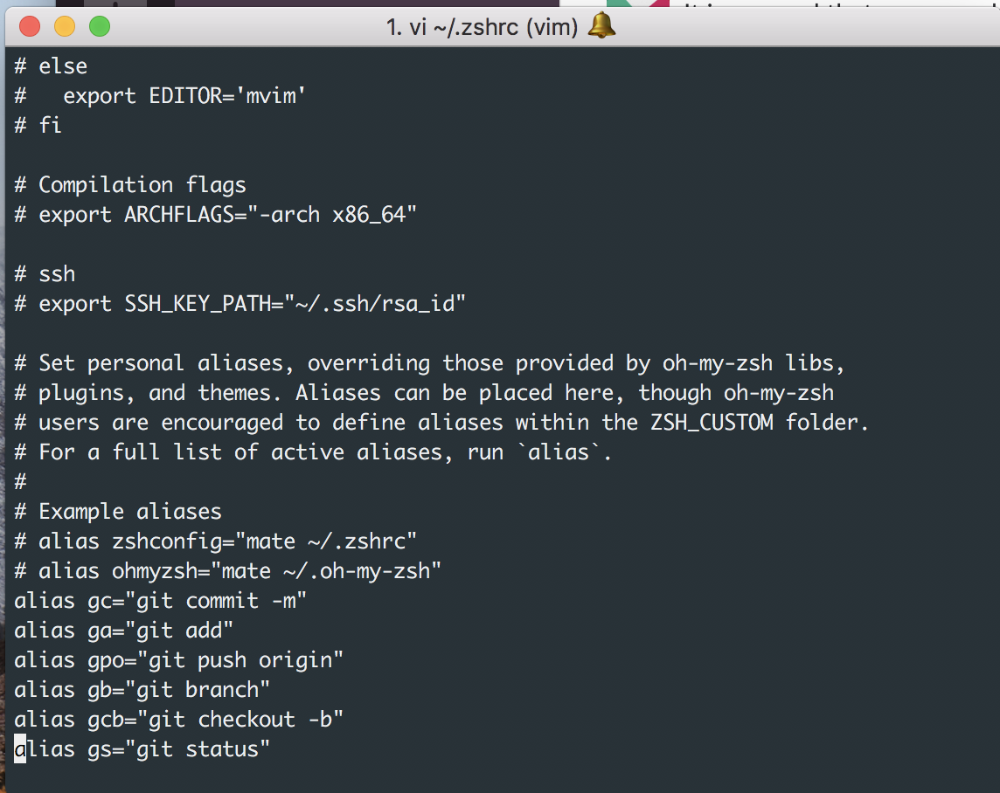 1. vi ~/.zshrc (vim)
# else
#   export EDITOR='mvim'
# fi
# Compilation flags
# export ARCHFLAGS="-arch x86_64"
# ssh
# export SSH_KEY_PATH="~/.ssh/rsa_id"
# Set personal aliases, overriding those provided by oh-my-zsh libs,
# plugins, and themes. Aliases can be placed here, though oh-my-zsh
# users are encouraged to define aliases within the ZSH_CUSTOM folder.
# For a full list of active aliases, run `alias`.
#
# Example aliases
# alias zshconfig="mate ~/.zshrc"
# alias ohmyzsh="mate ~/.oh-my-zsh"
alias gc="git commit -m"
alias ga="git add"
alias gpo="git push origin"
alias gb="git branch"
alias gcb="git checkout -b"
alias gs="git status"